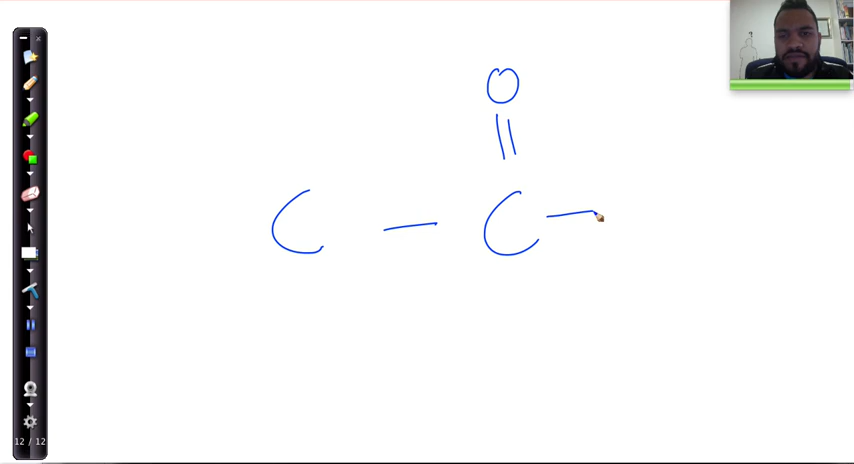 O
||
C — C —
12 / 12